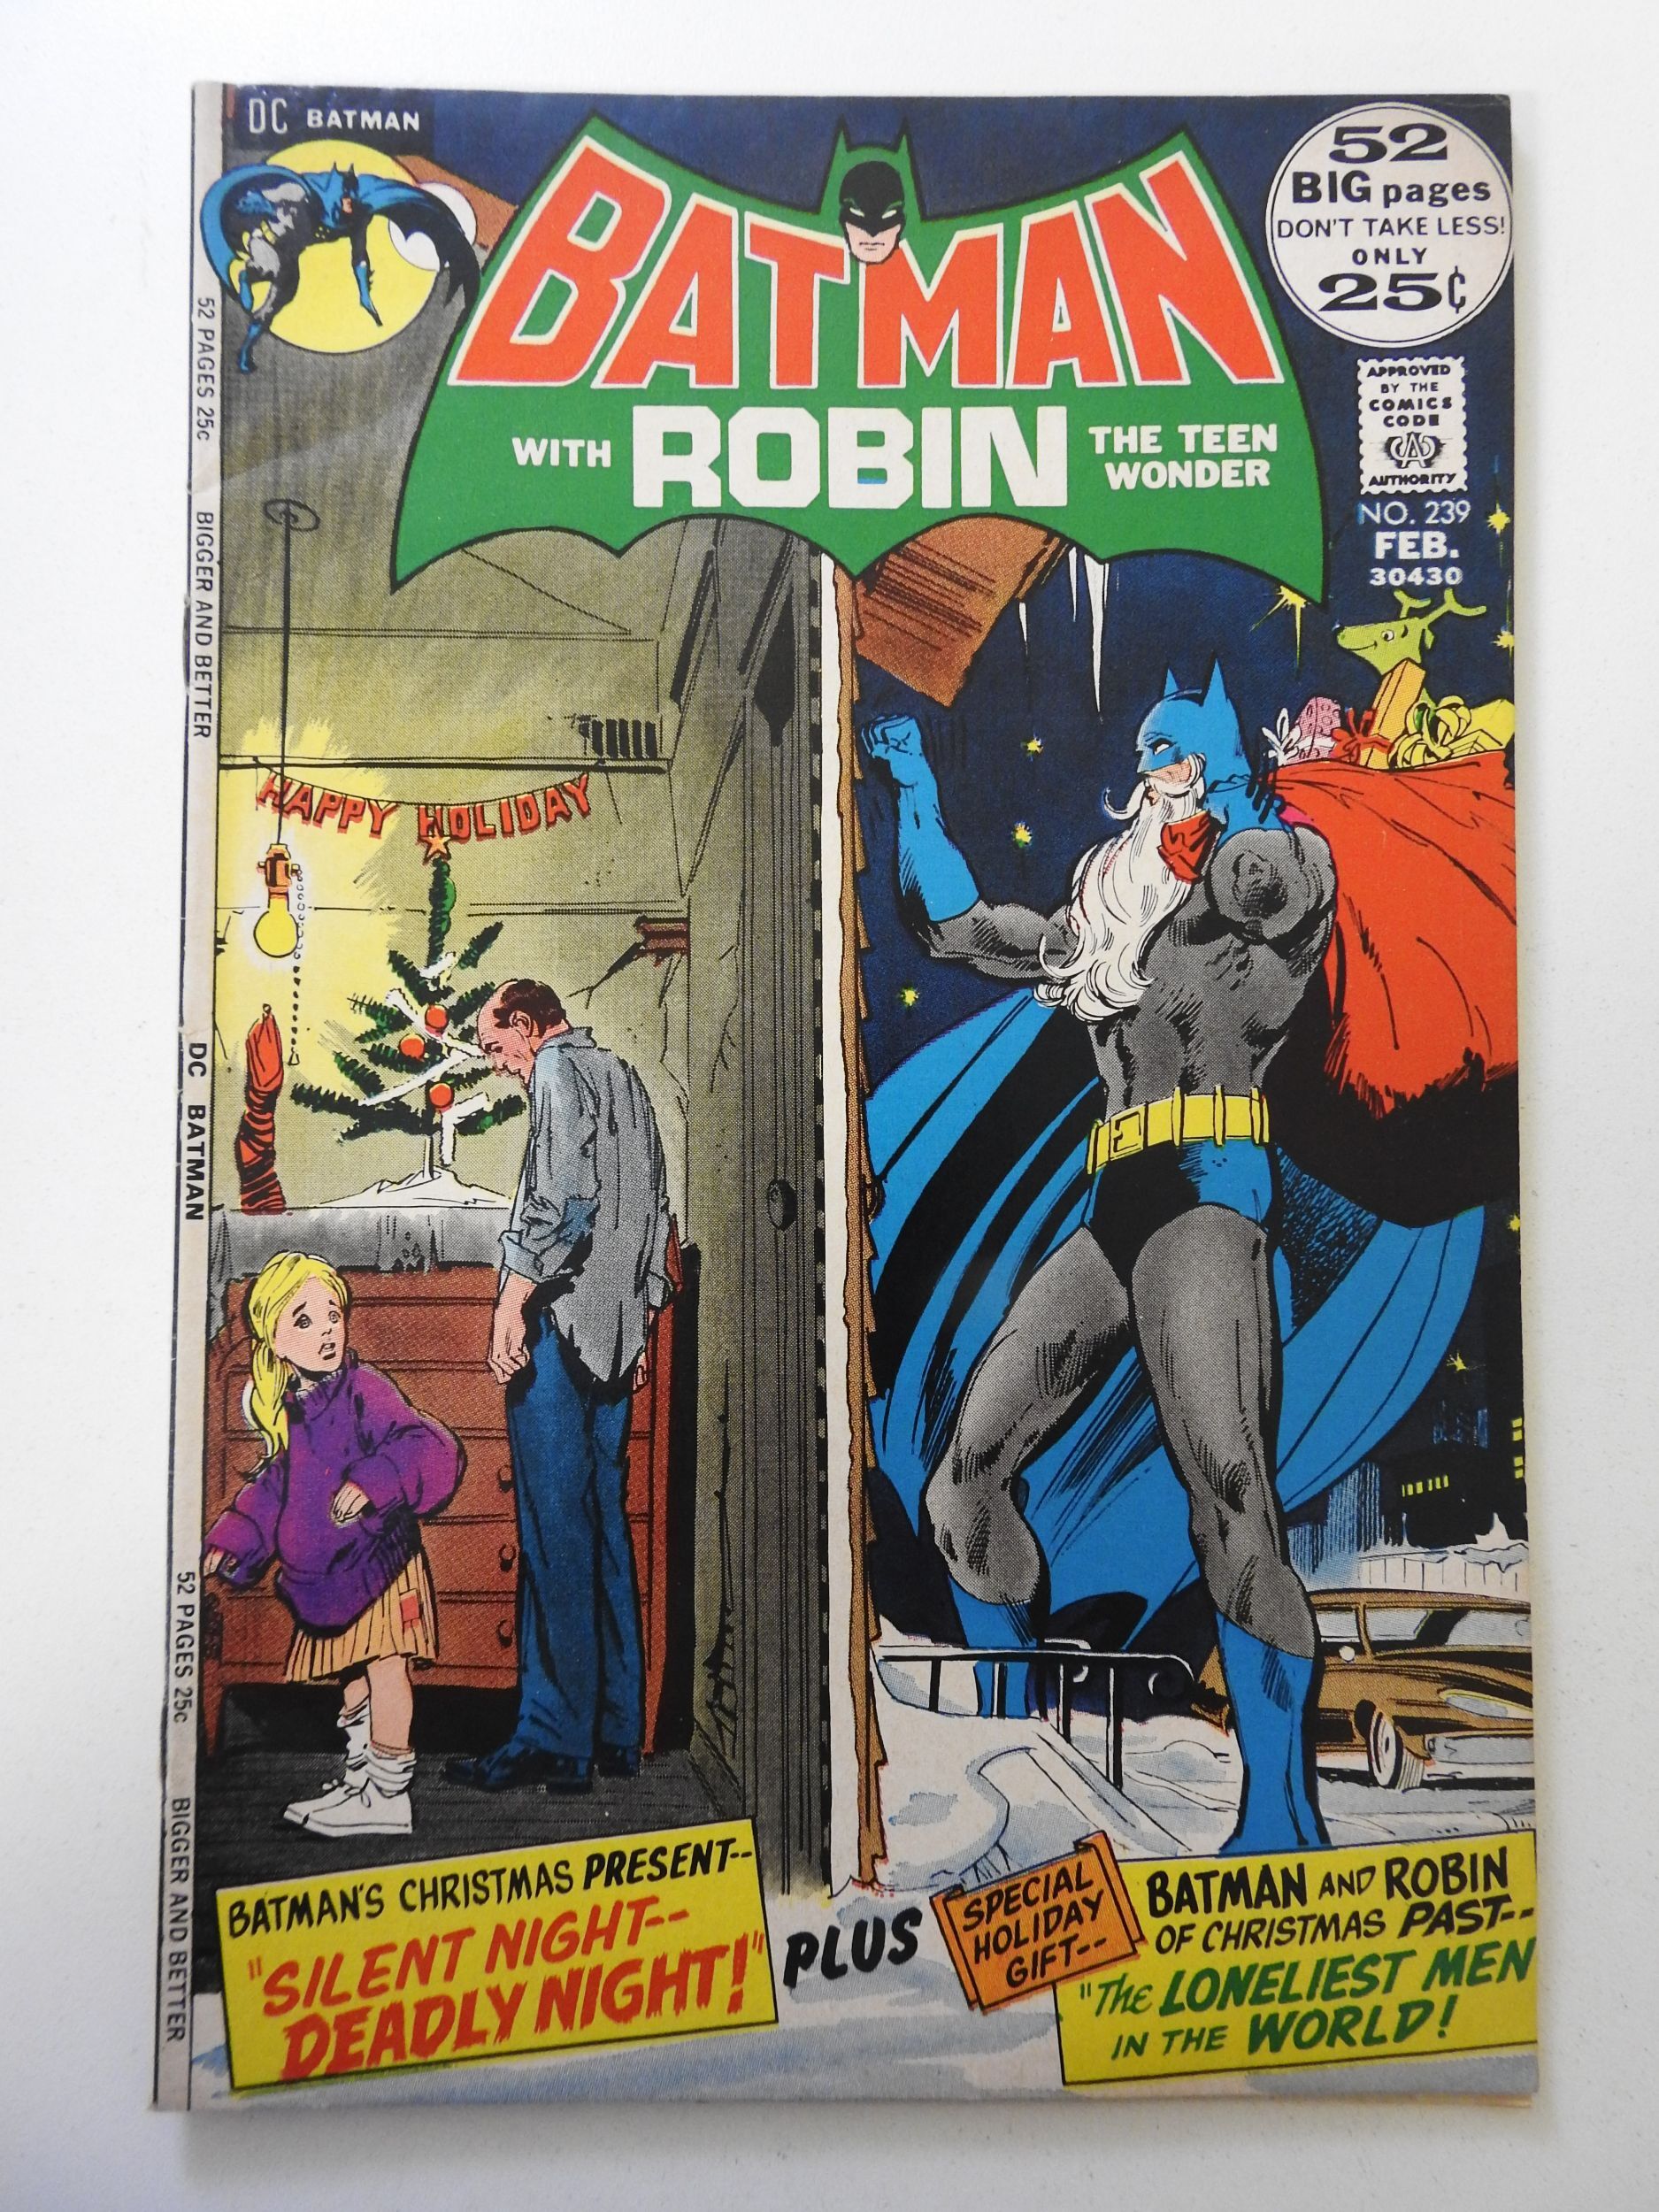 DC BATMAN
BATMAN
WITH ROBIN THE TEEN
WONDER
52
BIG pages
DON'T TAKE LESS!
ONLY
25¢
APPROVED
BY THE
COMICS
CODE
CA
AUTHORITY
NO. 239
FEB.
30430
52 PAGES 25c BIGGER AND BETTER DC BATMAN 52 PAGES 25c BIGGER AND BETTER
HAPPY HOLIDAY
BATMAN'S CHRISTMAS PRESENT--
"SILENT NIGHT--
DEADLY NIGHT!"
PLUS
SPECIAL
HOLIDAY
GIFT--
BATMAN AND ROBIN
OF CHRISTMAS PAST--
"THE LONELIEST MEN
IN THE WORLD!